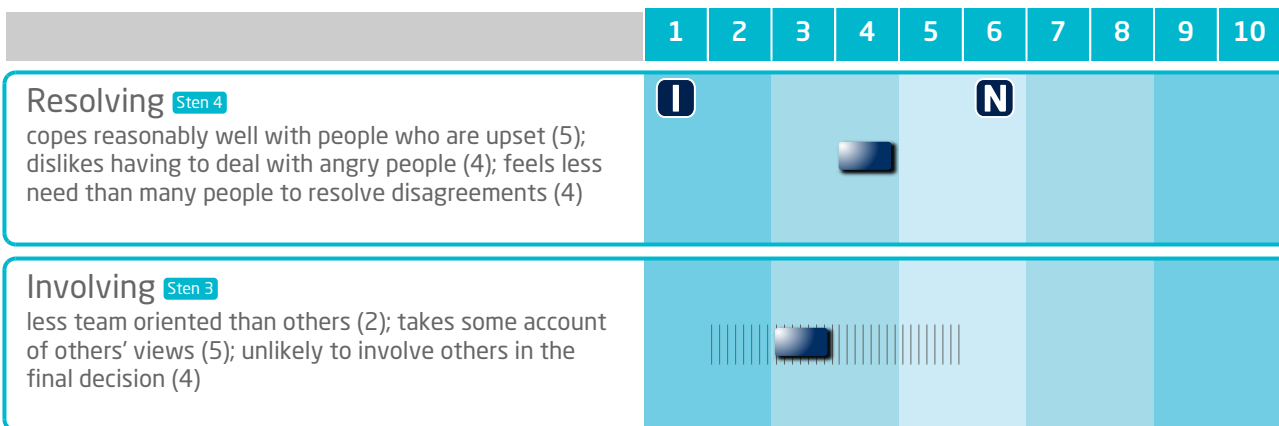 1 2 3 4 5 6 7 8 9 10
Resolving Sten 4
I N
copes reasonably well with people who are upset (5);
dislikes having to deal with angry people (4); feels less
need than many people to resolve disagreements (4)
Involving Sten 3
less team oriented than others (2); takes some account
of others' views (5); unlikely to involve others in the
final decision (4)